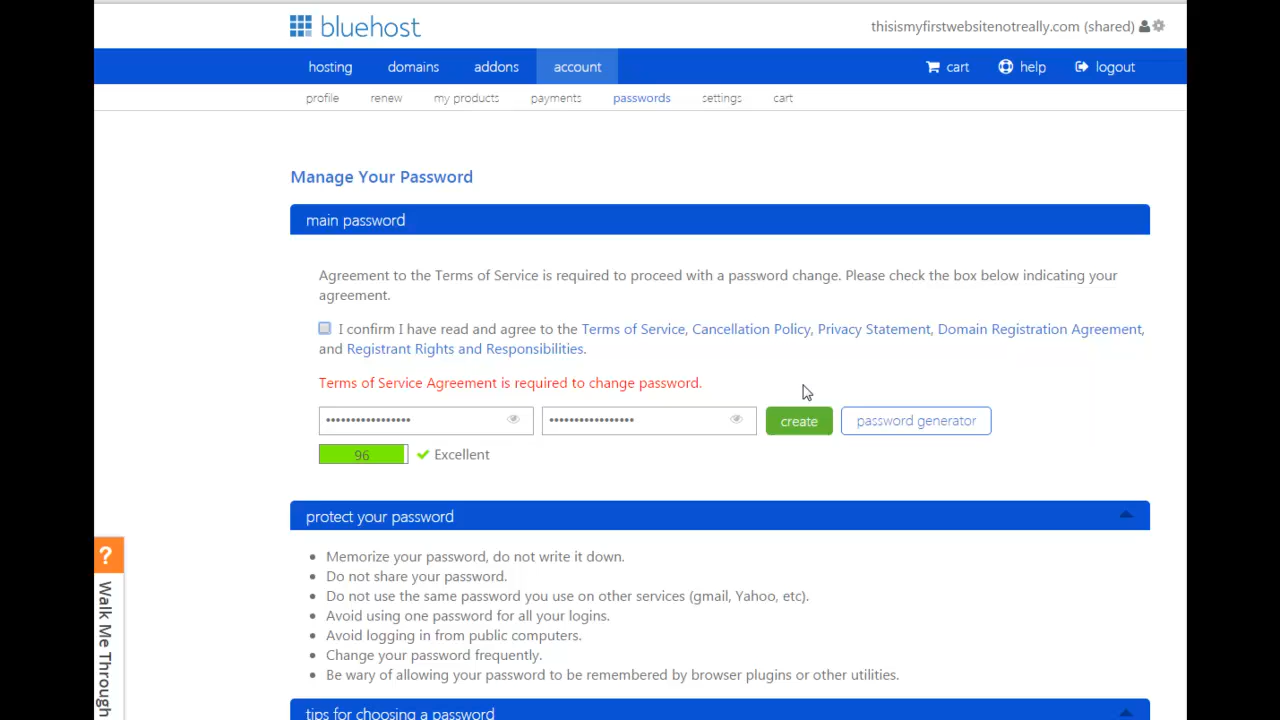 bluehost
thisismyfirstwebsitenotreally.com (shared)
hosting domains addons account cart help logout
profile renew my products payments passwords settings cart
Manage Your Password
main password
Agreement to the Terms of Service is required to proceed with a password change. Please check the box below indicating your
agreement.
I confirm I have read and agree to the Terms of Service, Cancellation Policy, Privacy Statement, Domain Registration Agreement,
and Registrant Rights and Responsibilities.
Terms of Service Agreement is required to change password.
••••••••••••••••• ••••••••••••••••• create password generator
96 Excellent
protect your password
• Memorize your password, do not write it down.
• Do not share your password.
• Do not use the same password you use on other services (gmail, Yahoo, etc).
• Avoid using one password for all your logins.
• Avoid logging in from public computers.
• Change your password frequently.
• Be wary of allowing your password to be remembered by browser plugins or other utilities.
tips for choosing a password
? Walk Me Through